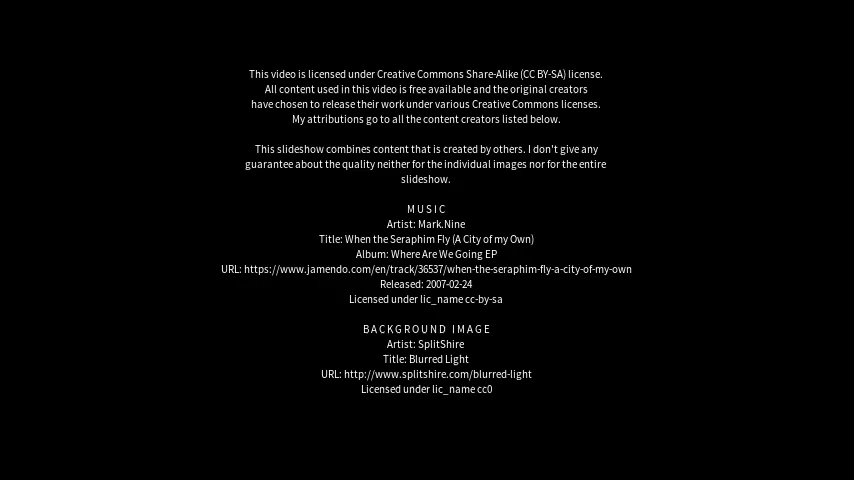 This video is licensed under Creative Commons Share-Alike (CC BY-SA) license.
All content used in this video is free available and the original creators
have chosen to release their work under various Creative Commons licenses.
My attributions go to all the content creators listed below.
This slideshow combines content that is created by others. I don't give any
guarantee about the quality neither for the individual images nor for the entire
slideshow.
MUSIC
Artist: Mark.Nine
Title: When the Seraphim Fly (A City of my Own)
Album: Where Are We Going EP
URL: https://www.jamendo.com/en/track/36537/when-the-seraphim-fly-a-city-of-my-own
Released: 2007-02-24
Licensed under lic_name cc-by-sa
BACKGROUND IMAGE
Artist: SplitShire
Title: Blurred Light
URL: http://www.splitshire.com/blurred-light
Licensed under lic_name cc0